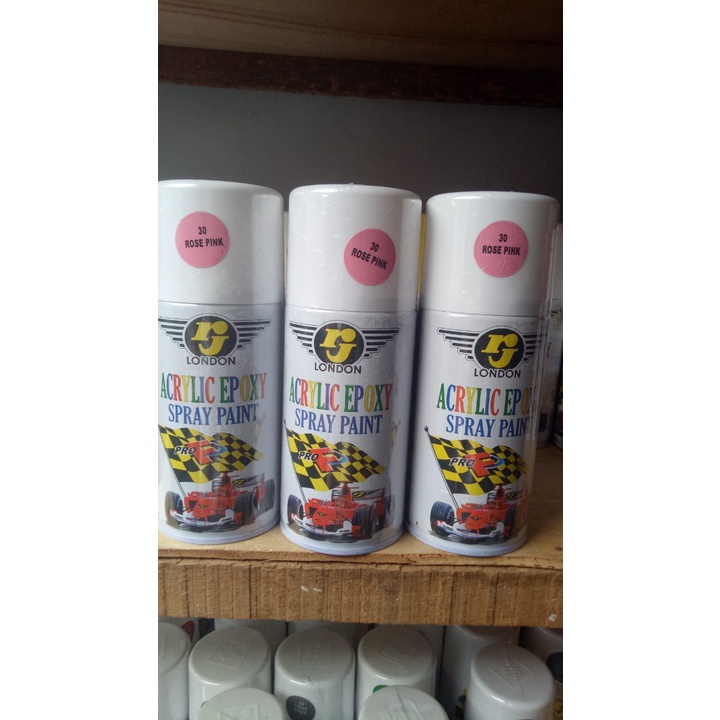 30
ROSE PINK
rj
LONDON
ACRYLIC EPOXY
SPRAY PAINT
PRO
30
ROSE PINK
rj
LONDON
ACRYLIC EPOXY
SPRAY PAINT
PRO
30
ROSE PINK
rj
LONDON
ACRYLIC EPOXY
SPRAY PAINT
PRO